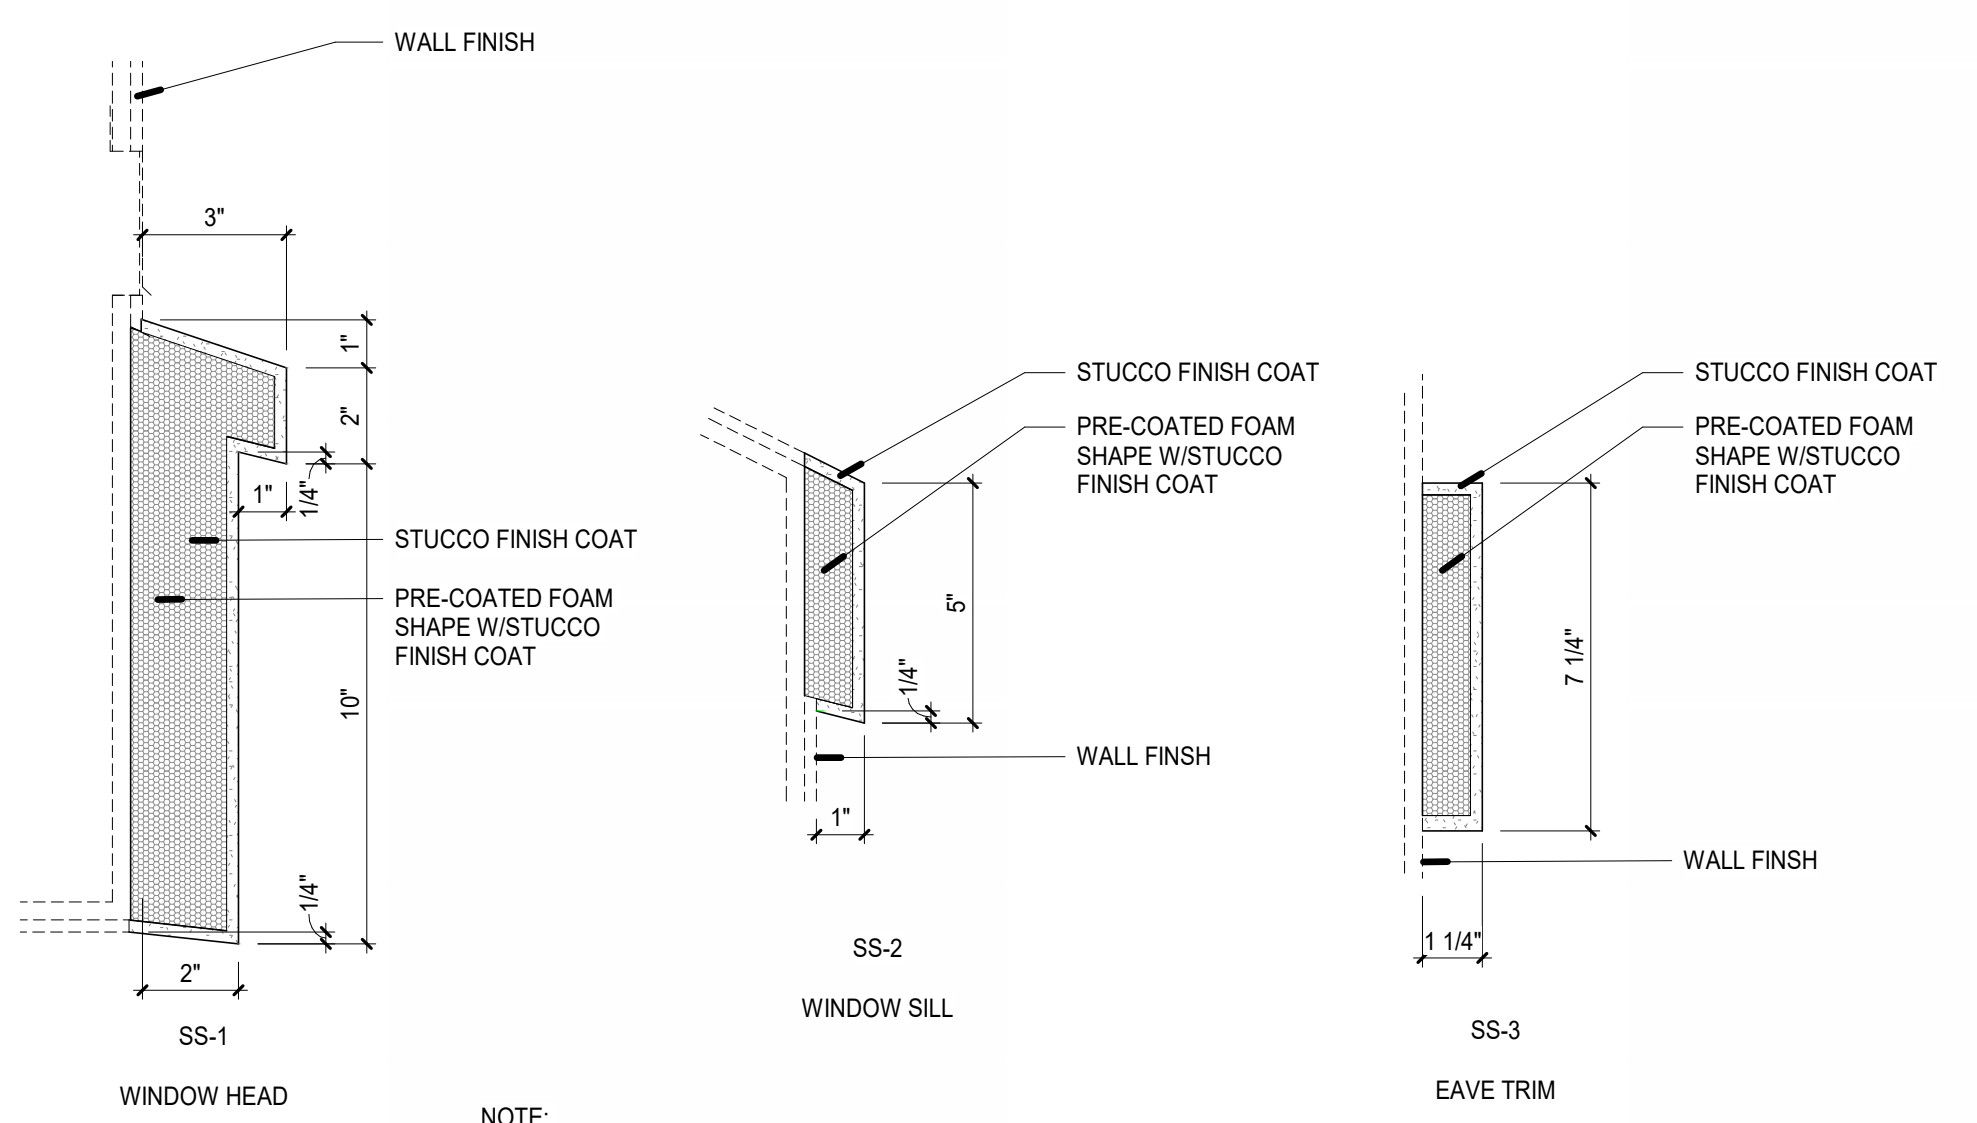 WALL FINISH
3"
1"
2"
1/4"
1"
STUCCO FINISH COAT
PRE-COATED FOAM
SHAPE W/STUCCO
FINISH COAT
10"
1/4"
2"
SS-1
WINDOW HEAD
STUCCO FINISH COAT
PRE-COATED FOAM
SHAPE W/STUCCO
FINISH COAT
5"
1/4"
WALL FINSH
1"
SS-2
WINDOW SILL
STUCCO FINISH COAT
PRE-COATED FOAM
SHAPE W/STUCCO
FINISH COAT
7 1/4"
WALL FINSH
1 1/4"
SS-3
EAVE TRIM
NOTE: